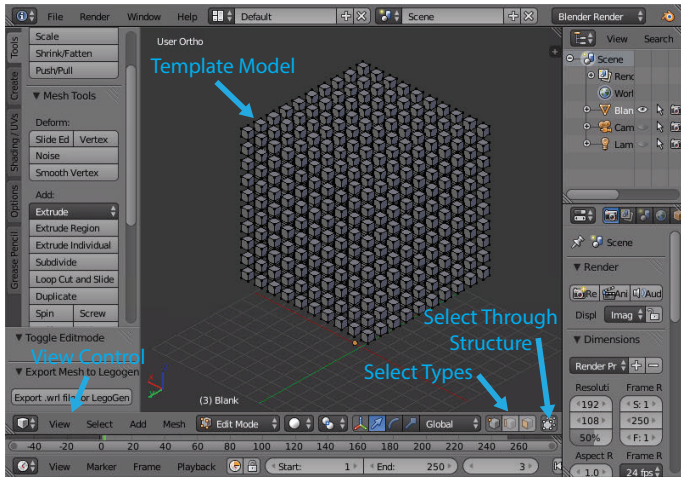 File Render Window Help Default Scene Blender Render
Tools
Create
Shading / UVs
Options
Grease Pencil
Scale
Shrink/Fatten
Push/Pull
Mesh Tools
Deform:
Slide Ed Vertex
Noise
Smooth Vertex
Add:
Extrude
Extrude Region
Extrude Individual
Subdivide
Loop Cut and Slide
Duplicate
Spin Screw
Toggle Editmode
Export Mesh to Legogen
Export .wrl file for LegoGen
User Ortho
Template Model
View Control
Select Types
Select Through
Structure
(3) Blank
View Select Add Mesh Edit Mode Global
-40 -20 0 20 40 60 80 100 120 140 160 180 200 220 240 260
View Marker Frame Playback Start: 1 End: 250 3
View Search
Scene
Rend
Worl
Blan
Cam
Lam
Scene
Render
Re Ani Aud
Displ Imag
Dimensions
Render Pr
Resoluti Frame R
192 S: 1
108 250
50% F: 1
Aspect R Frame R
1.0 24 fps